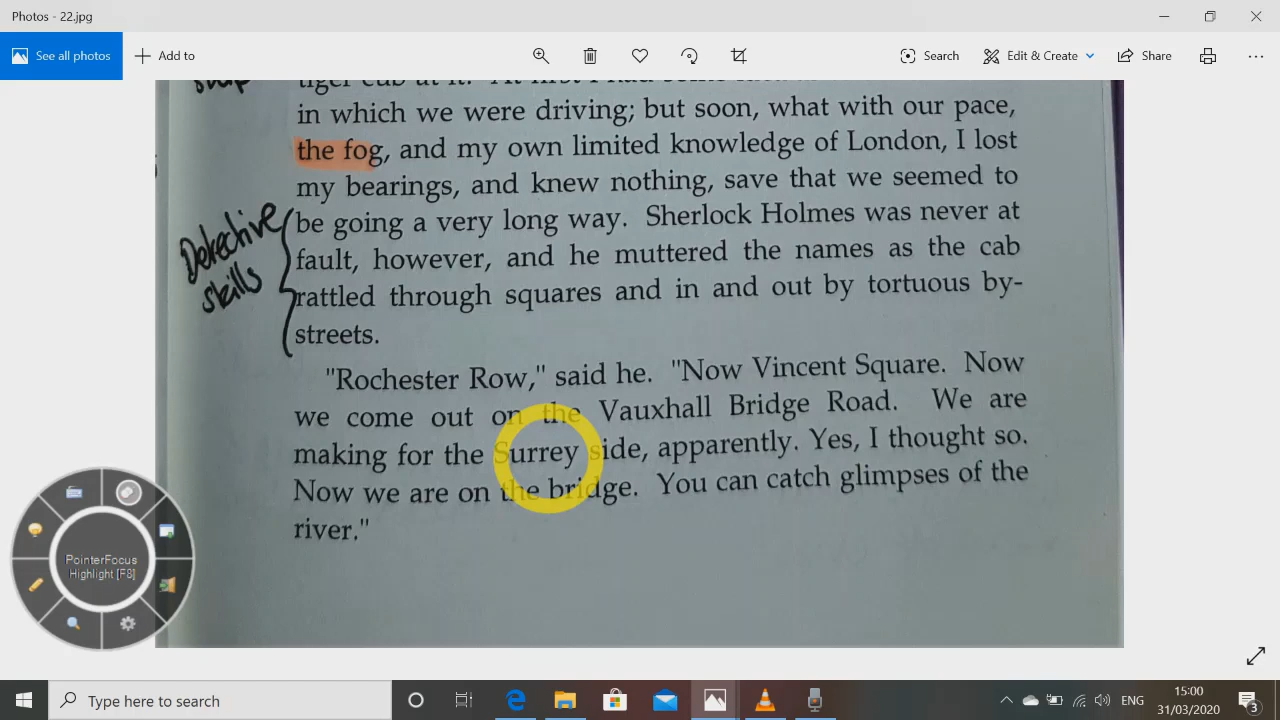 Photos - 22.jpg
See all photos
Add to
Search
Edit & Create
Share
in which we were driving; but soon, what with our pace,
the fog, and my own limited knowledge of London, I lost
my bearings, and knew nothing, save that we seemed to
be going a very long way. Sherlock Holmes was never at
fault, however, and he muttered the names as the cab
rattled through squares and in and out by tortuous by-
streets.
Detective
skills
"Rochester Row," said he. "Now Vincent Square. Now
we come out on the Vauxhall Bridge Road. We are
making for the Surrey side, apparently. Yes, I thought so.
Now we are on the bridge. You can catch glimpses of the
river."
PointerFocus
Highlight [F8]
Type here to search
ENG
15:00
31/03/2020
3